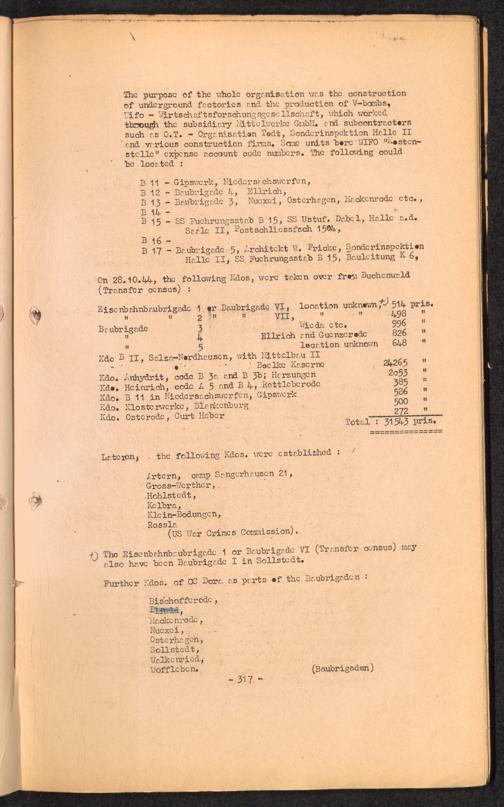 The purpose of the whole organisation was the construction
of underground factories and the production of V-bombs,
Wifo - Wirtschaftsforschungsgesellschaft, which worked
through the subsidiary Mittelwerke GmbH. and subcontractors
such as O.T. - Organisation Todt, Sonderinspektion Halle II
and various construction firms. Some units bore WIFO "Kosten-
stelle" expense account code numbers. The following could
be located :
B 11 - Gipswerk, Niedersachswerfen,
B 12 - Baubrigade 4, Ellrich,
B 13 - Baubrigade 3, Nuxei, Osterhagen, Mackenrode etc.,
B 14 -
B 15 - SS Fuehrungsstab B 15, SS Ustuf. Dabel, Halle a.d.
Saale II, Postschliessfach 1504,
B 16 -
B 17 - Baubrigade 5, Architekt W. Fricke, Sonderinspektion
Halle II, SS Fuehrungsstab B 15, Bauleitung K 6,
On 28.10.44, the following Kdos. were taken over from Buchenwald
(Transfer census) :
Eisenbahnbaubrigade 1 or Baubrigade VI, location unknown, 1) 514 pris.
" " 2 " " VII, " 498 "
Baubrigade 3 Wieda etc. 996 "
" 4 Ellrich and Guenzerode 826 "
" 5 location unknown 648 "
Kdo B II, Salza-Nordhausen, with Mittelbau II
- " - " Boelke Kaserne 24265 "
Kdo. Anhydrit, code B 3a and B 3b; Harzungen 2053 "
Kdo. Heinrich, code A 5 and B 4, Rottleberode 385 "
Kdo. B 11 in Niedersachswerfen, Gipswerk 586 "
Kdo. Klosterwerke, Blankenburg 500 "
Kdo. Osterode, Curt Heber 272 "
Total : 31543 pris.
Lateron, the following Kdos. were established :
Artern, camp Sangerhausen 21,
Gross-Werther,
Hohlstedt,
Kelbra,
Klein-Bodungen,
Rossla
(US War Crimes Commission).
1) The Eisenbahnbaubrigade 1 or Baubrigade VI (Transfer census) may
also have been Baubrigade I in Sollstedt.
Further Kdos. of CC Dora as parts of the Baubrigaden :
Bischofferode,
Mackenrode,
Nuxei,
Osterhagen,
Sollstedt,
Walkenried,
Woffleben.
(Baubrigaden)
- 317 -